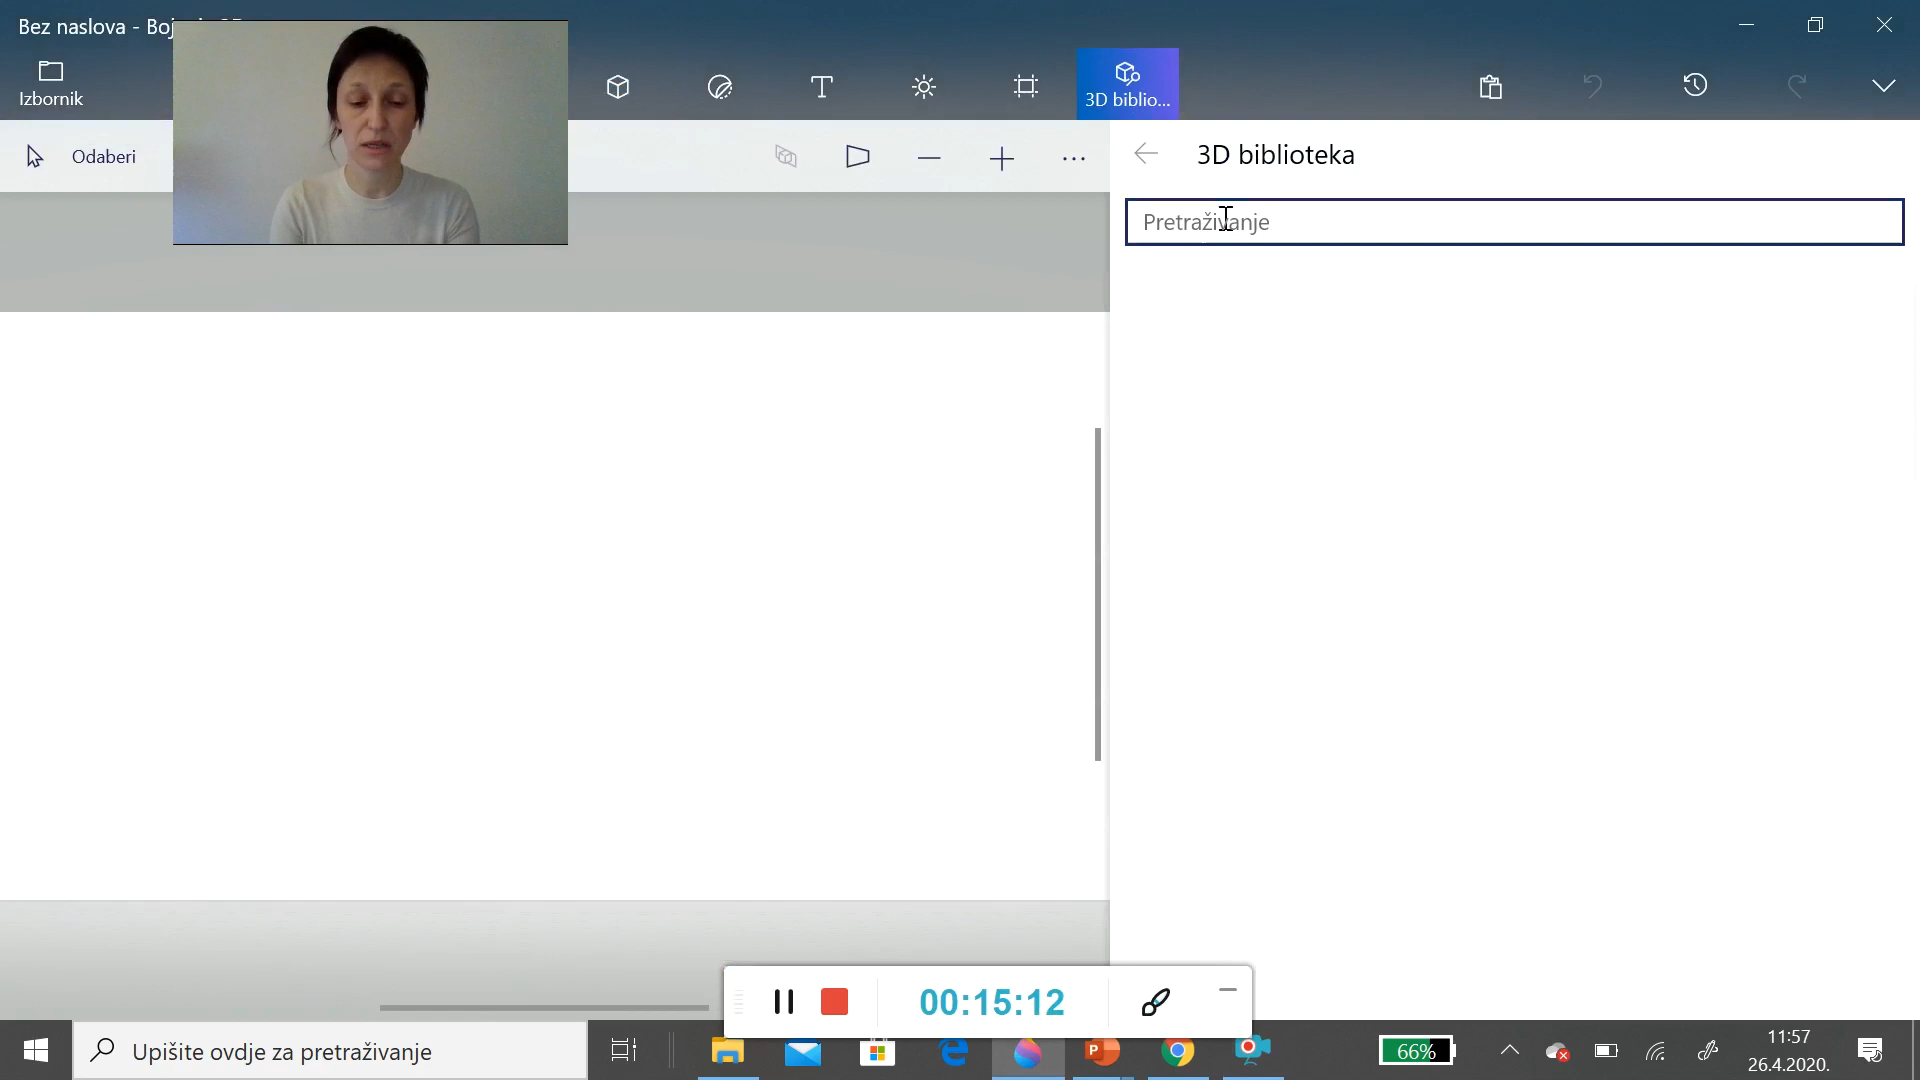 Bez naslova - Boj
Izbornik
3D biblio...
Odaberi
3D biblioteka
Pretraživanje
00:15:12
Upišite ovdje za pretraživanje
66%
11:57
26.4.2020.